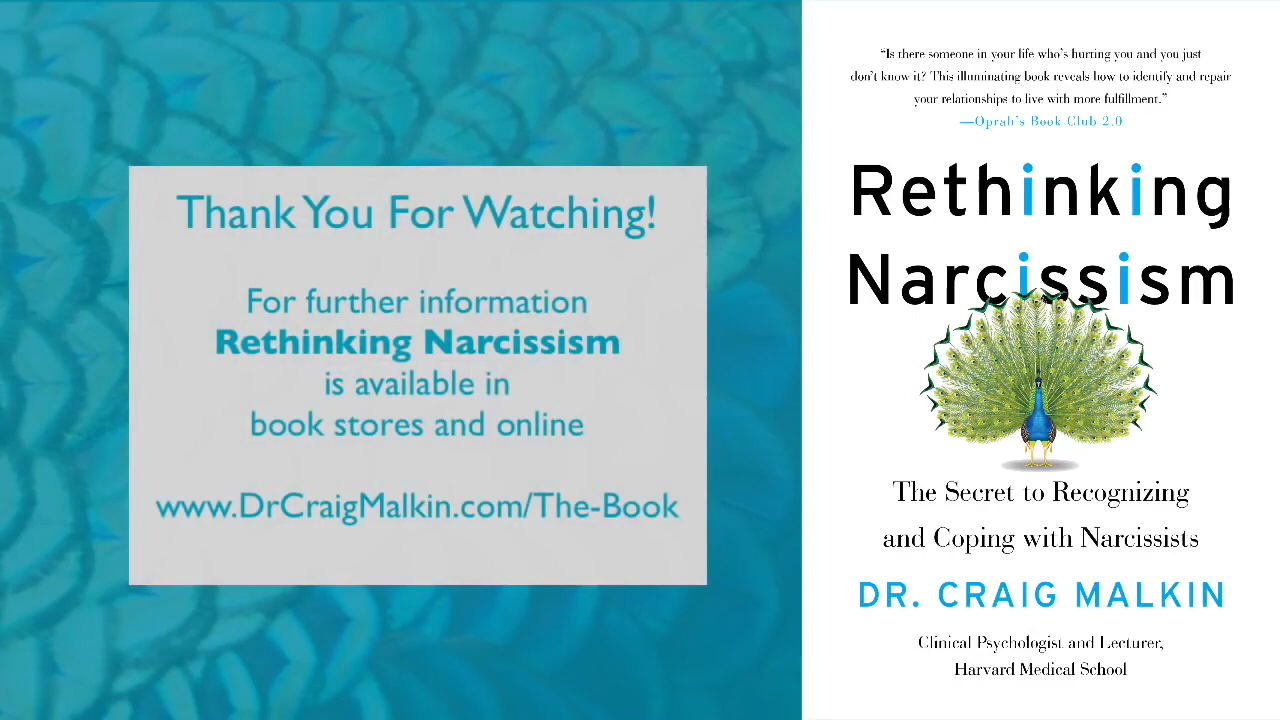 Thank You For Watching!
For further information
Rethinking Narcissism
is available in
book stores and online
www.DrCraigMalkin.com/The-Book
“Is there someone in your life who’s hurting you and you just
don’t know it? This illuminating book reveals how to identify and repair
your relationships to live with more fulfillment.”
—Oprah’s Book Club 2.0
Rethinking
Narcissism
The Secret to Recognizing
and Coping with Narcissists
DR. CRAIG MALKIN
Clinical Psychologist and Lecturer,
Harvard Medical School